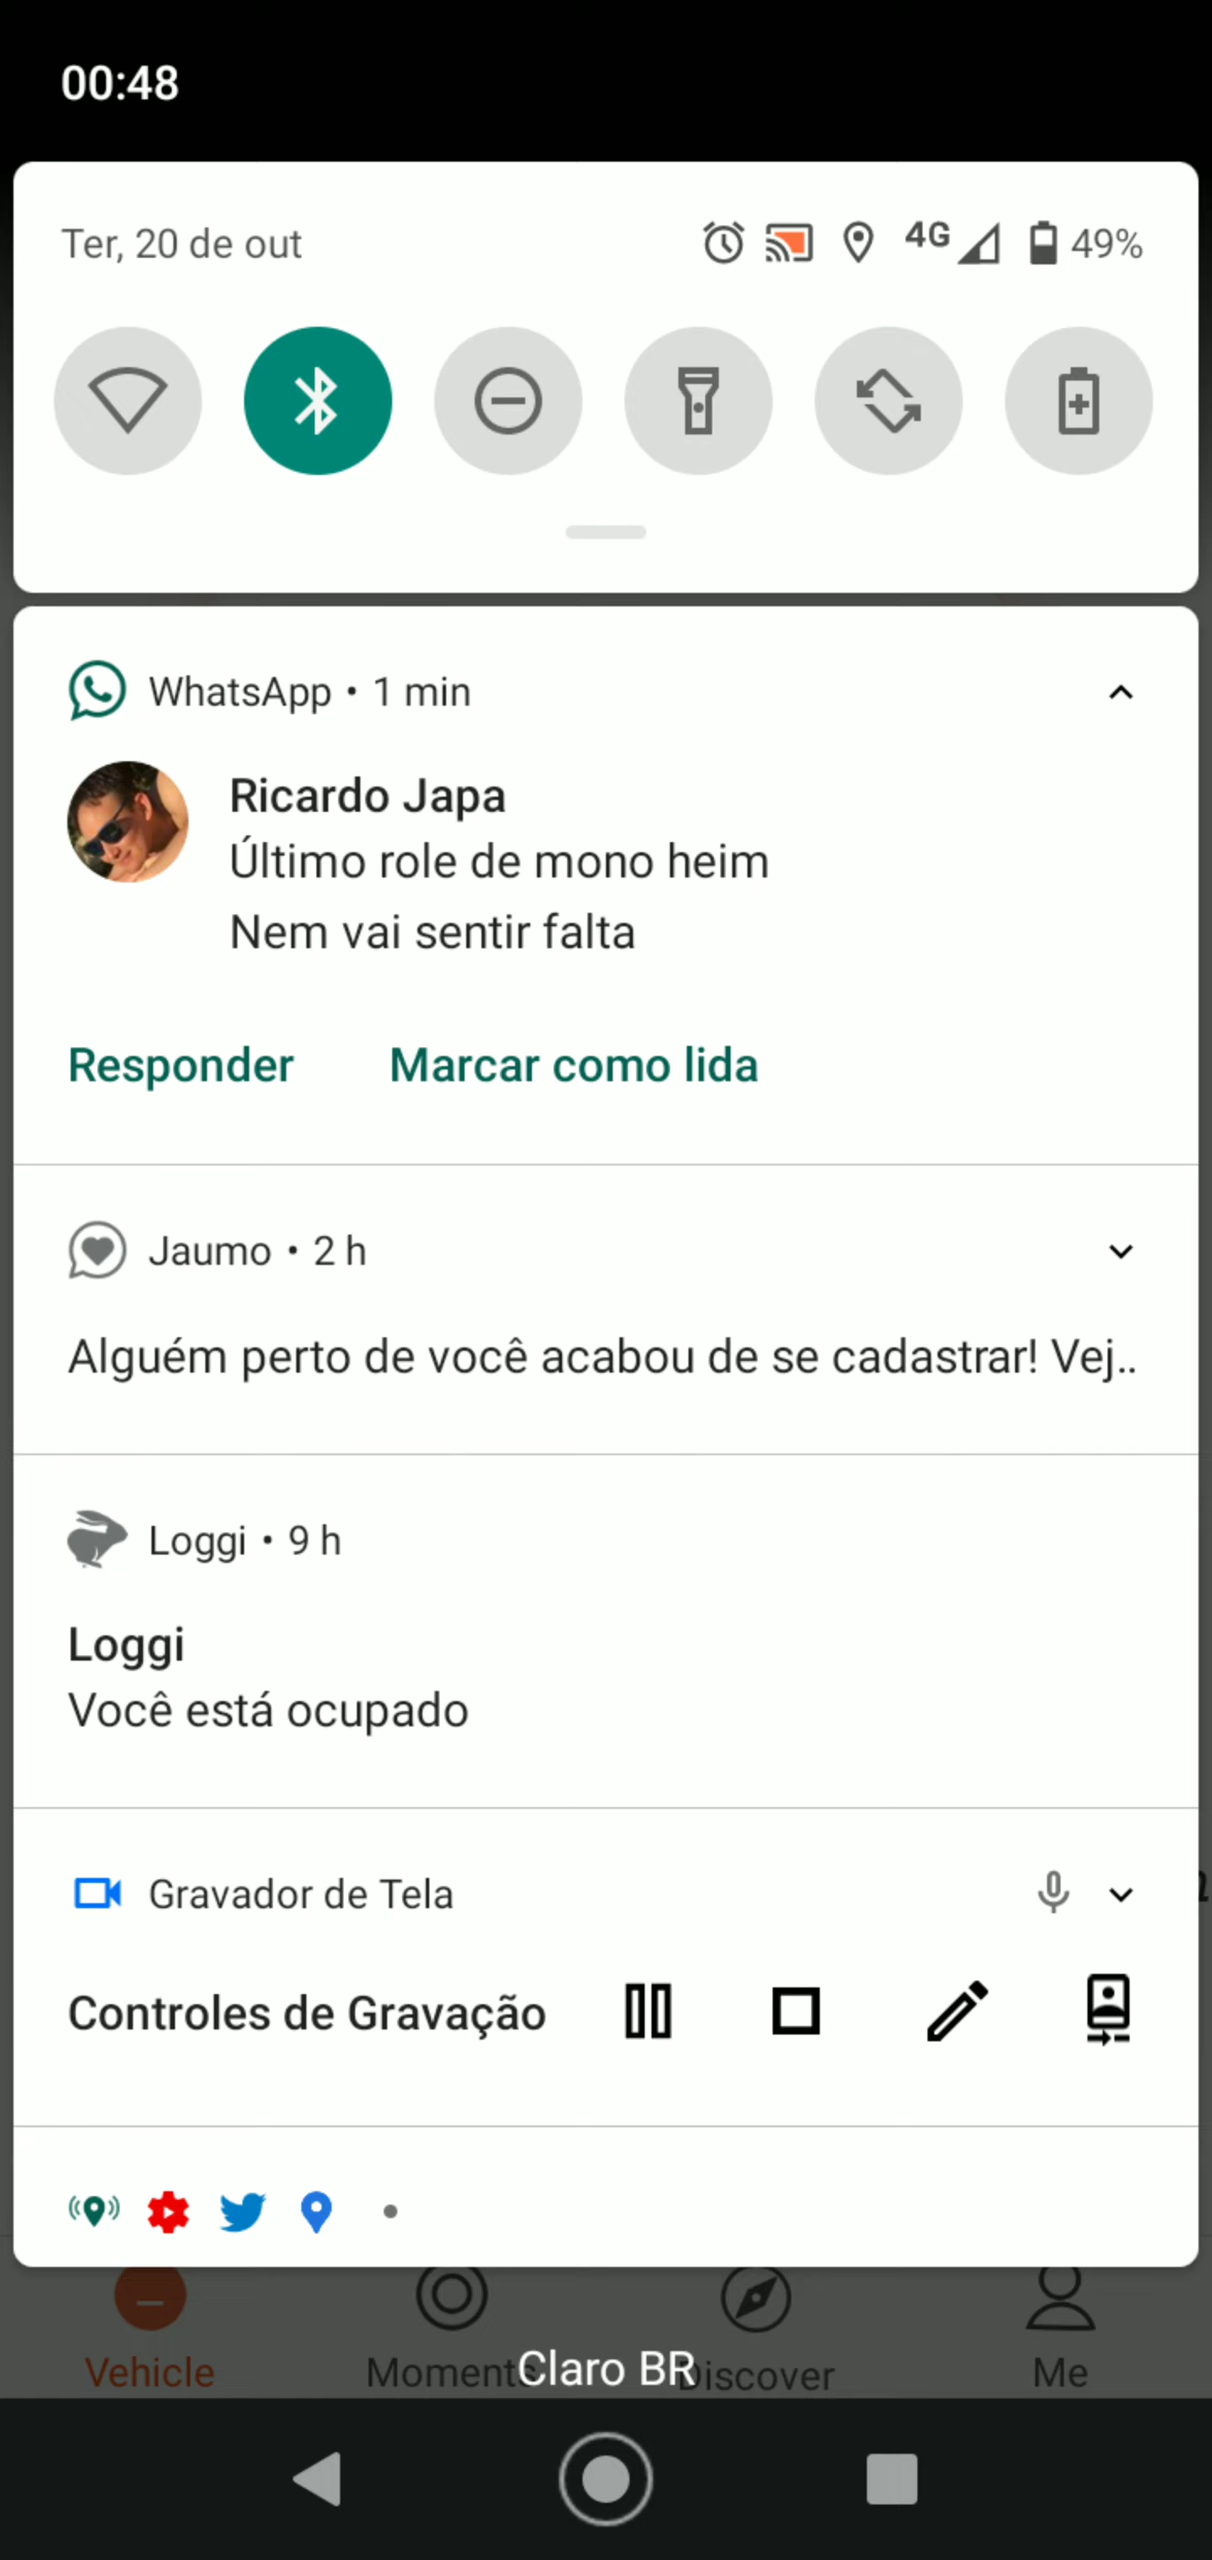 00:48
Ter, 20 de out 4G 49%
WhatsApp • 1 min
Ricardo Japa
Último role de mono heim
Nem vai sentir falta
Responder Marcar como lida
Jaumo • 2 h
Alguém perto de você acabou de se cadastrar! Vej..
Loggi • 9 h
Loggi
Você está ocupado
Gravador de Tela
Controles de Gravação
Vehicle Moments Discover Me
Claro BR